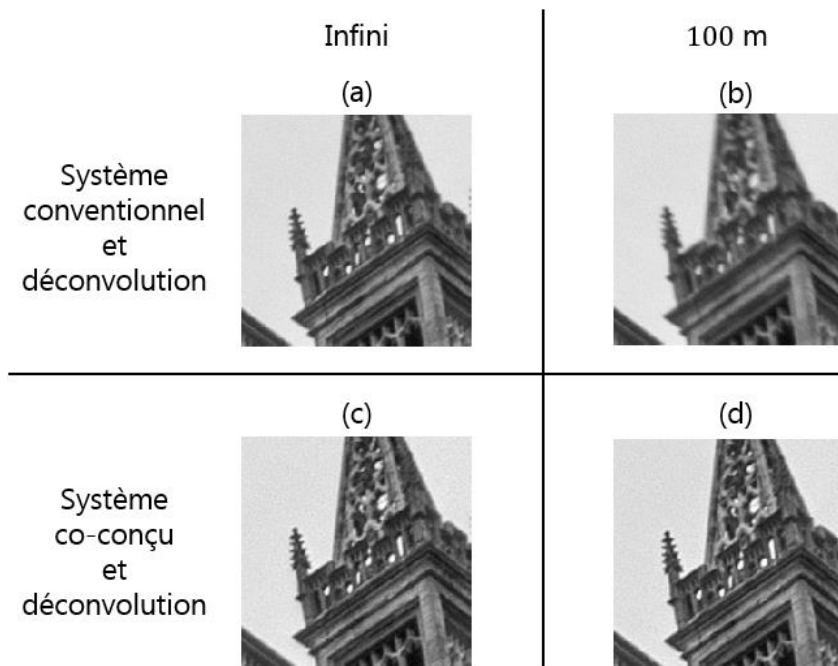 Infini
100 m
(a)
(b)
Système
conventionnel
et
déconvolution
(c)
(d)
Système
co-conçu
et
déconvolution